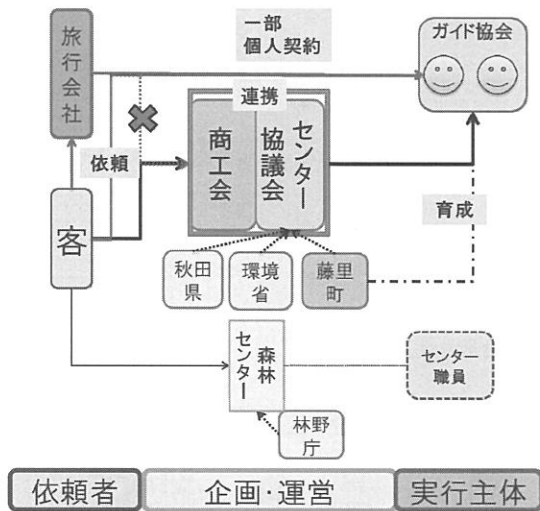 旅行会社
一部
個人契約
ガイド協会
連携
依頼
商工会
センター
協議会
客
育成
秋田
県
環境
省
藤里
町
森林
センター
センター
職員
林野
庁
依頼者
企画・運営
実行主体